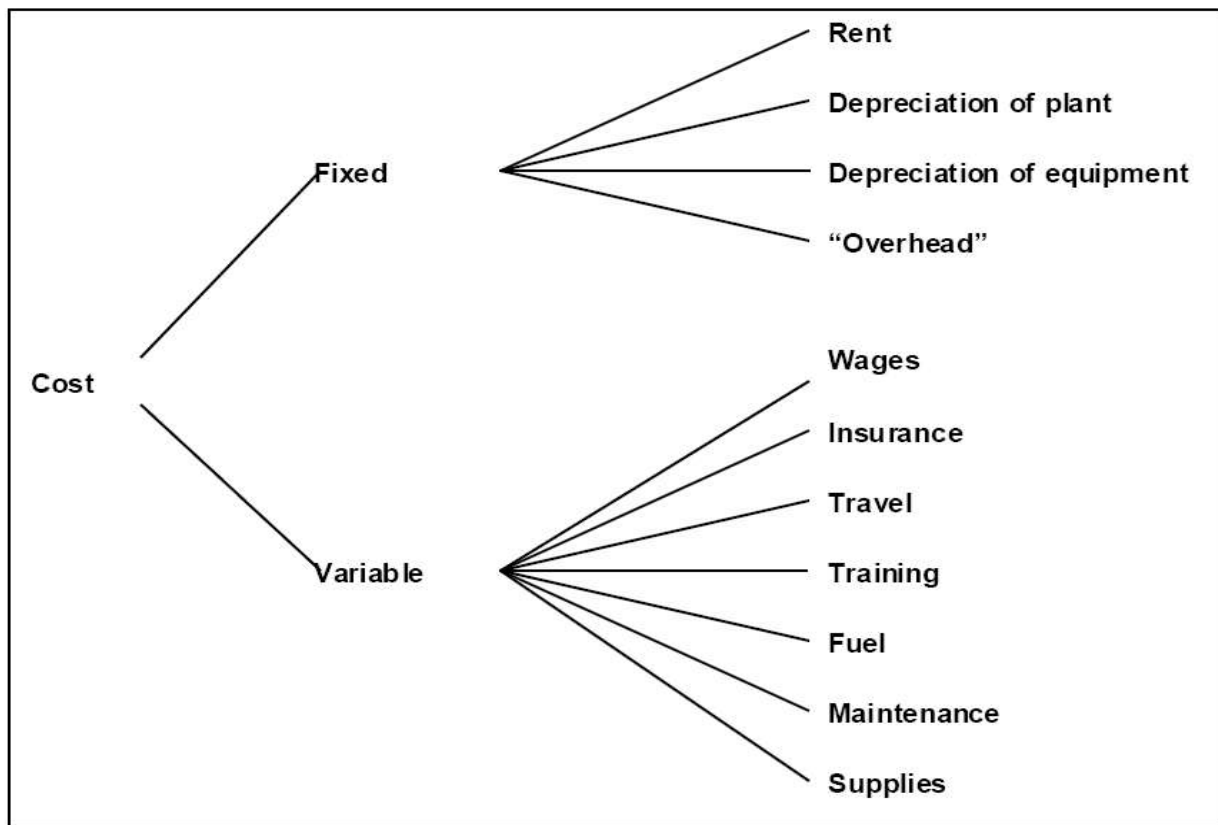 Cost
Fixed
Rent
Depreciation of plant
Depreciation of equipment
“Overhead”
Variable
Wages
Insurance
Travel
Training
Fuel
Maintenance
Supplies